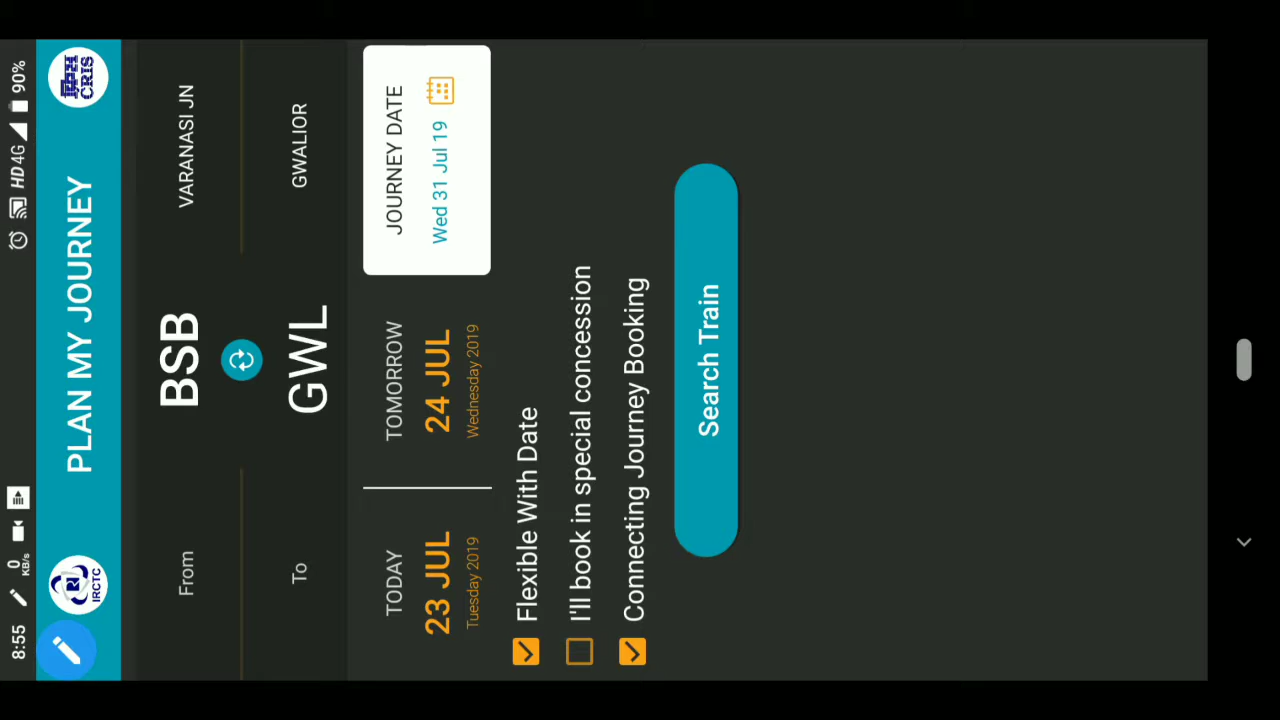 8:55 0 KB/s HD4G 90%
IRCTC PLAN MY JOURNEY CRIS
From BSB VARANASI JN
To GWL GWALIOR
TODAY TOMORROW JOURNEY DATE
23 JUL 24 JUL Wed 31 Jul 19
Tuesday 2019 Wednesday 2019
Flexible With Date
I'll book in special concession
Connecting Journey Booking
Search Train